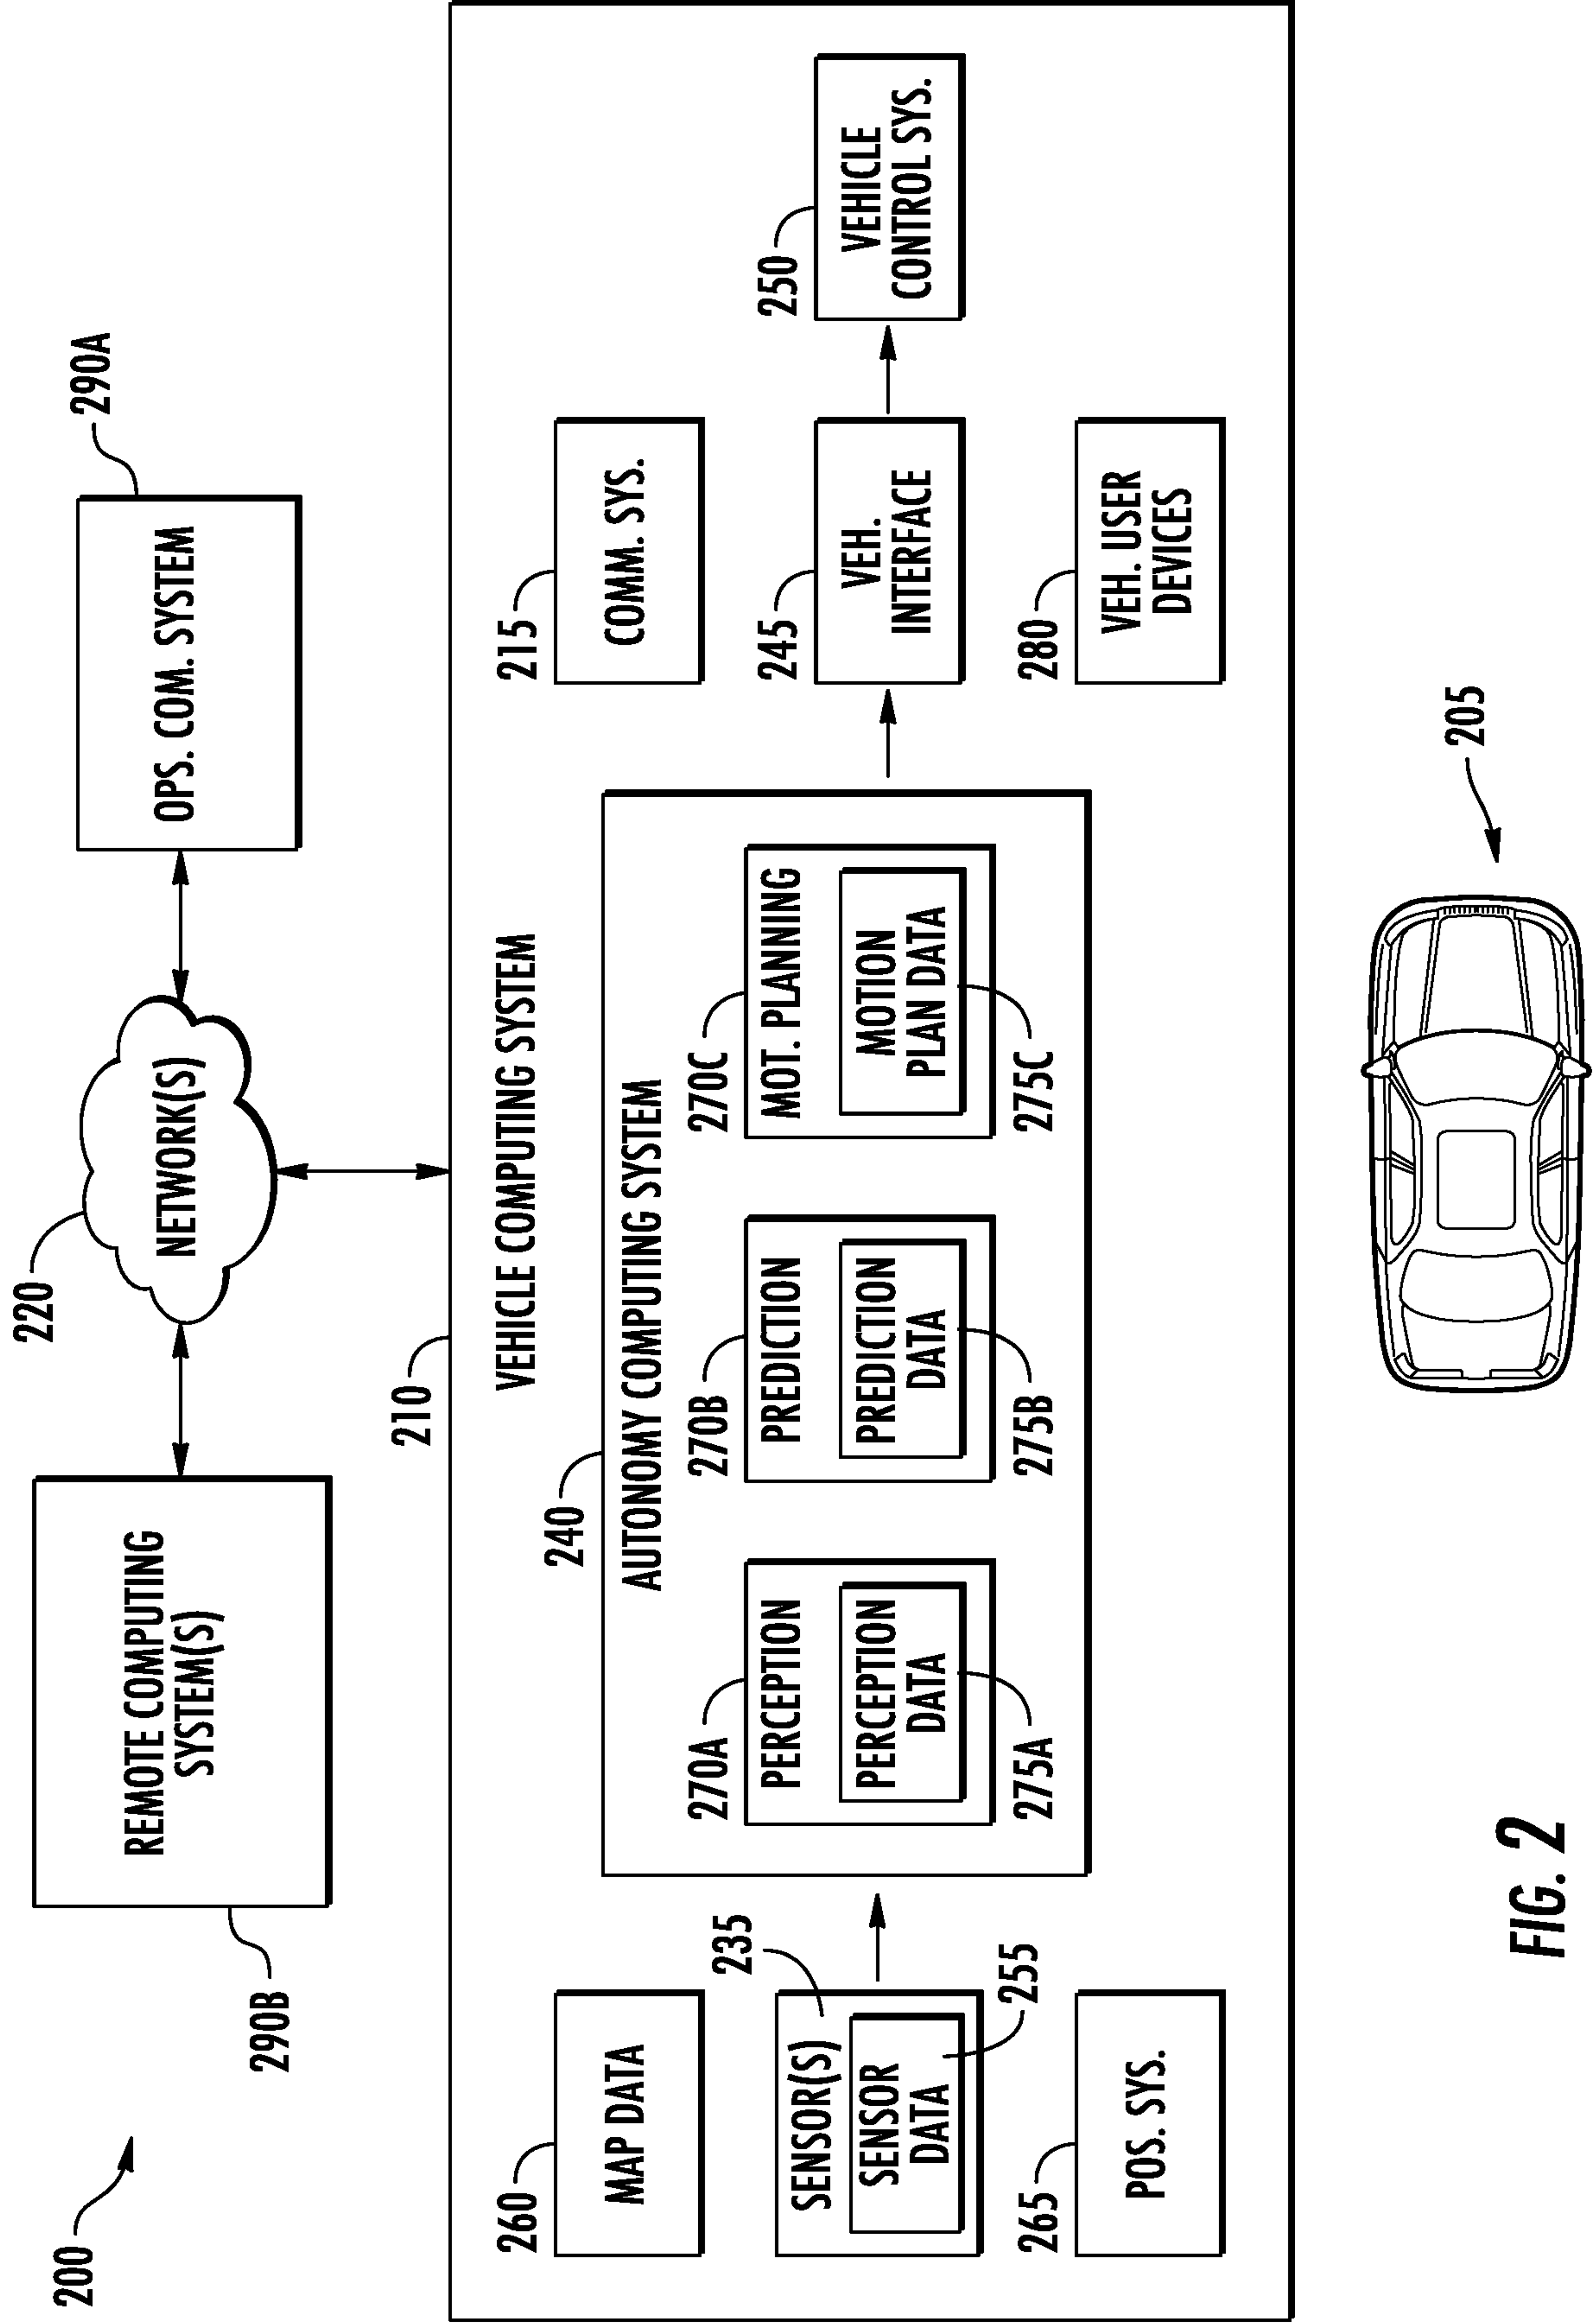 200
290B
REMOTE COMPUTING
SYSTEM(S)
220
NETWORK(S)
OPS. COM. SYSTEM
290A
210
VEHICLE COMPUTING SYSTEM
260
MAP DATA
235
SENSOR(S)
SENSOR
DATA
255
265
POS. SYS.
240
AUTONOMY COMPUTING SYSTEM
270A
PERCEPTION
PERCEPTION
DATA
275A
270B
PREDICTION
PREDICTION
DATA
275B
270C
MOT. PLANNING
MOTION
PLAN DATA
275C
215
COMM. SYS.
245
VEH.
INTERFACE
280
VEH. USER
DEVICES
250
VEHICLE
CONTROL SYS.
205
FIG. 2